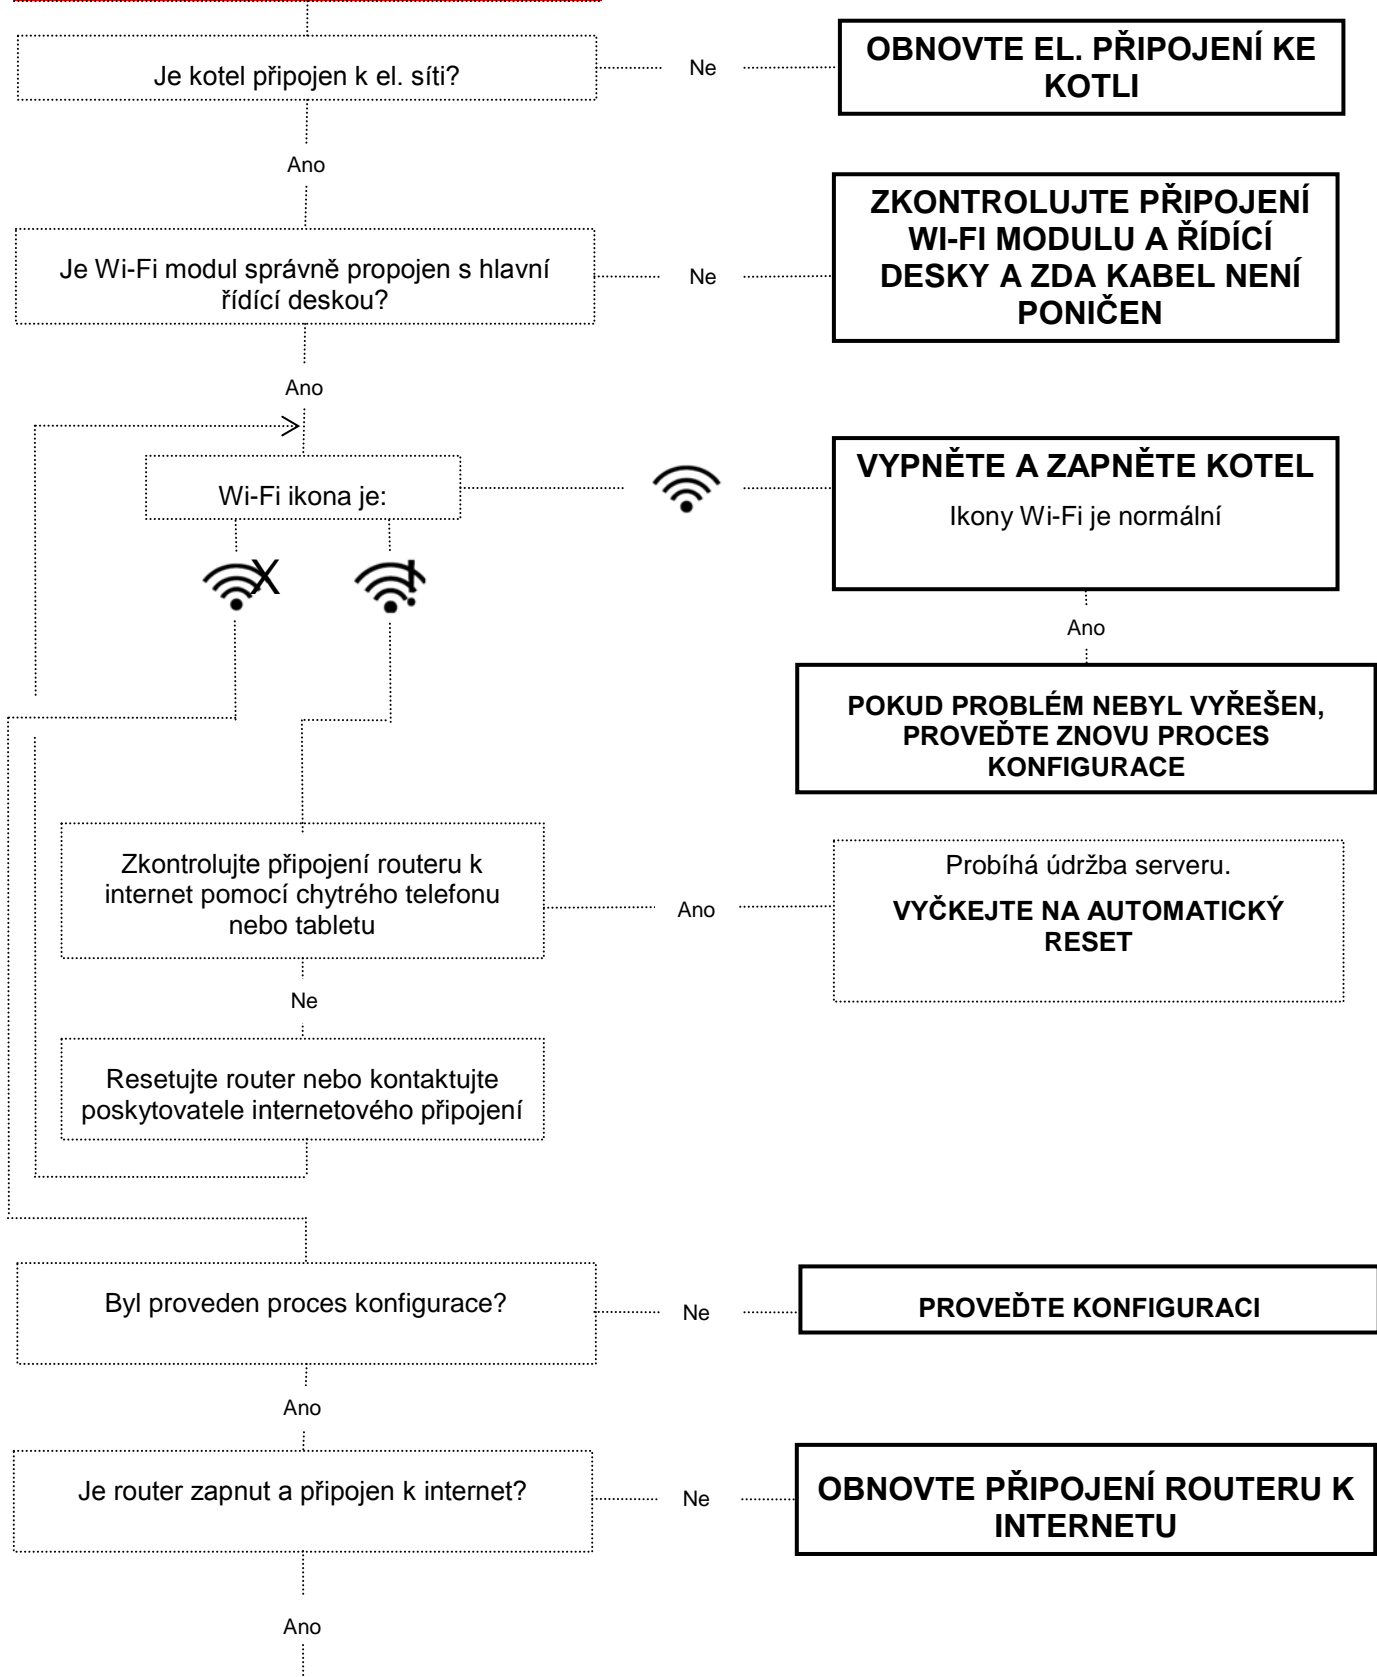 Je kotel připojen k el. síti?
Ne
OBNOVTE EL. PŘIPOJENÍ KE
KOTLI
Ano
Je Wi-Fi modul správně propojen s hlavní
řídící deskou?
Ne
ZKONTROLUJTE PŘIPOJENÍ
WI-FI MODULU A ŘÍDÍCÍ
DESKY A ZDA KABEL NENÍ
PONIČEN
Ano
Wi-Fi ikona je:
VYPNĚTE A ZAPNĚTE KOTEL
Ikony Wi-Fi je normální
X
!
Ano
POKUD PROBLÉM NEBYL VYŘEŠEN,
PROVEĎTE ZNOVU PROCES
KONFIGURACE
Zkontrolujte připojení routeru k
internet pomocí chytrého telefonu
nebo tabletu
Ano
Probíhá údržba serveru.
VYČKEJTE NA AUTOMATICKÝ
RESET
Ne
Resetujte router nebo kontaktujte
poskytovatele internetového připojení
Byl proveden proces konfigurace?
Ne
PROVEĎTE KONFIGURACI
Ano
Je router zapnut a připojen k internet?
Ne
OBNOVTE PŘIPOJENÍ ROUTERU K
INTERNETU
Ano